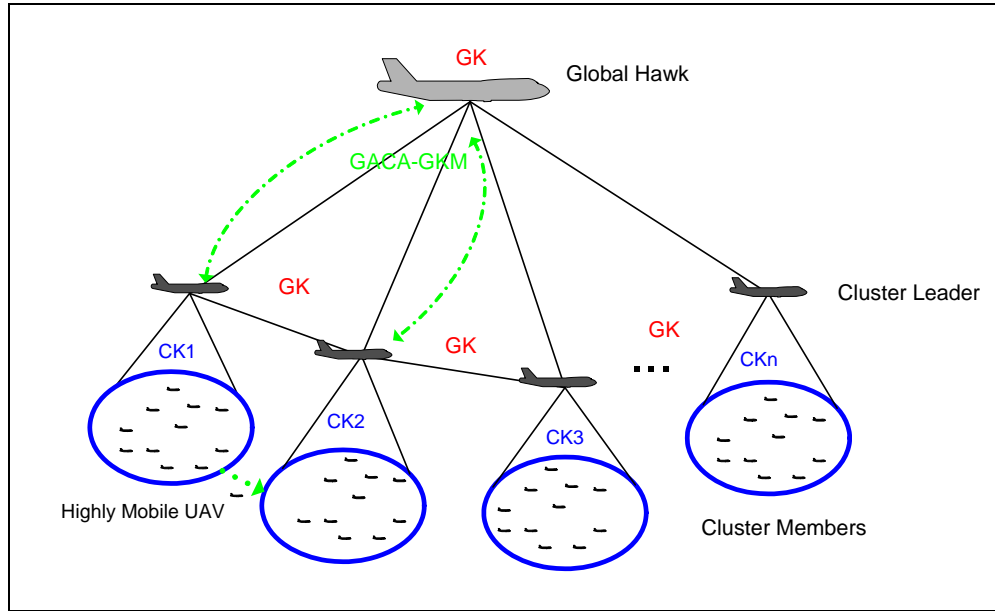 GK
Global Hawk
GACA-GKM
GK
Cluster Leader
GK
GK
CK1
CKn
CK2
CK3
Highly Mobile UAV
Cluster Members